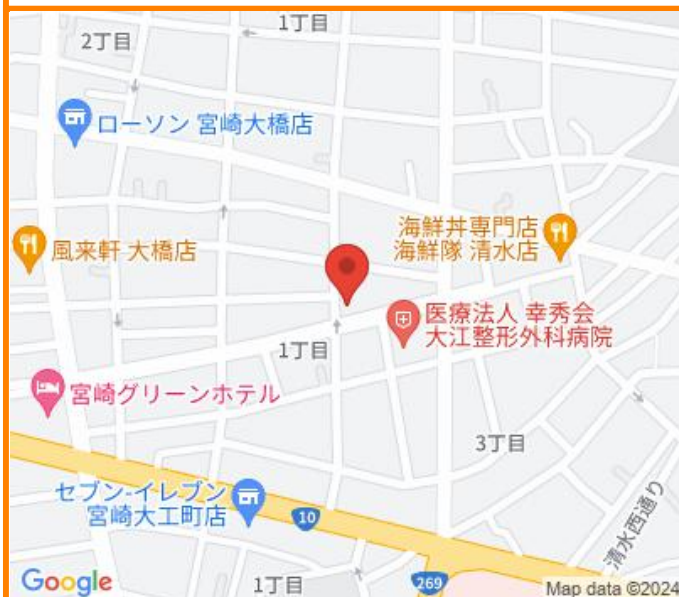 1丁目
2丁目
ローソン 宮崎大橋店
海鮮丼専門店
海鮮隊 清水店
風来軒 大橋店
医療法人 幸秀会
大江整形外科病院
1丁目
宮崎グリーンホテル
3丁目
セブン-イレブン
宮崎大工町店
10
清水西通り
Google
1丁目
269
Map data ©2024